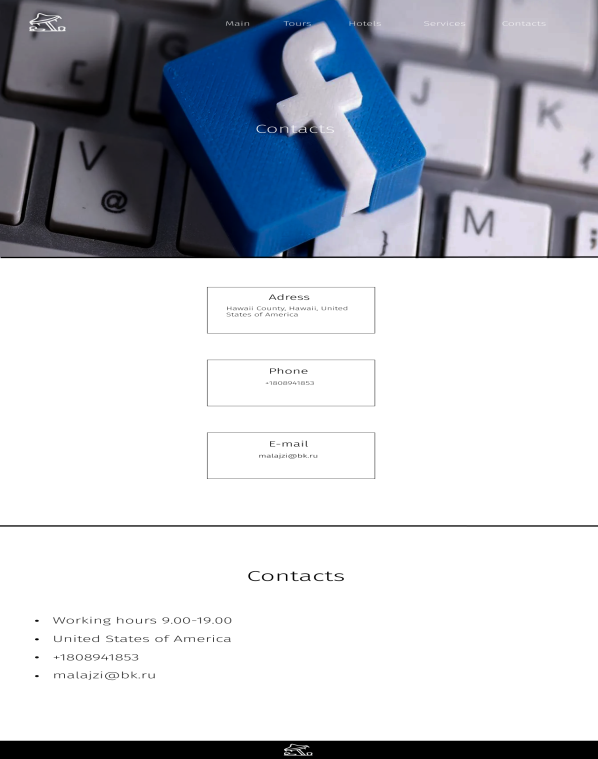 Main Tours Hotels Services Contacts
C
G
J
K
V
@
M
f
Contacts
Adress
Hawaii County, Hawaii, United
States of America
Phone
+1808941853
E-mail
malajzi@bk.ru
Contacts
• Working hours 9.00-19.00
• United States of America
• +1808941853
• malajzi@bk.ru